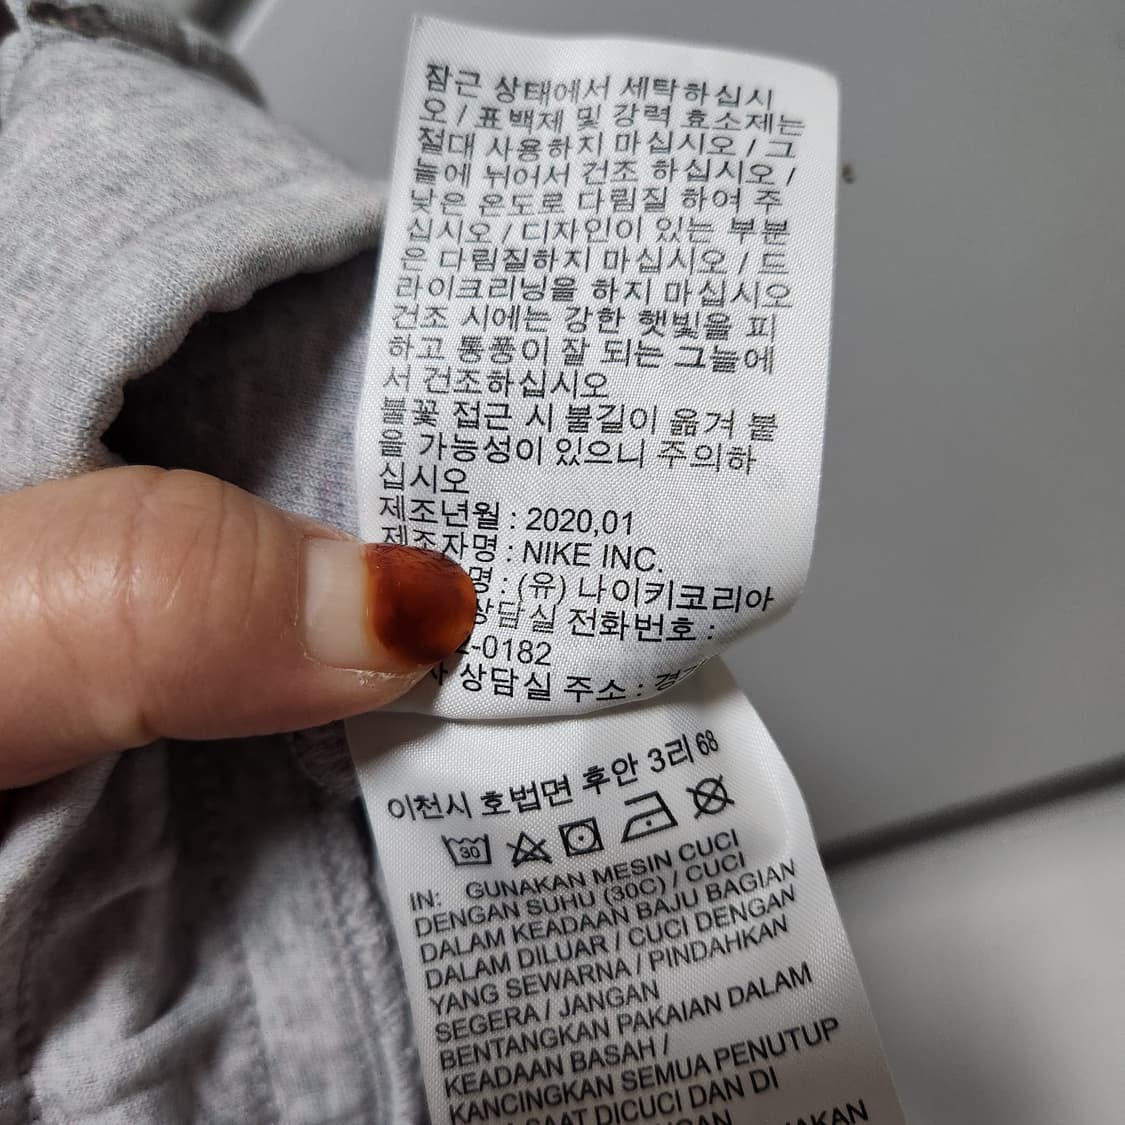 잠근 상태에서 세탁하십시
오 / 표백제 및 강력 효소제는
절대 사용하지 마십시오 / 그
늘에 뉘어서 건조 하십시오 /
낮은 온도로 다림질 하여 주
십시오 / 디자인이 있는 부분
은 다림질하지 마십시오 / 드
라이크리닝을 하지 마십시오
건조 시에는 강한 햇빛을 피
하고 통풍이 잘 되는 그늘에
서 건조하십시오
불꽃 접근 시 불길이 옮겨 붙
을 가능성이 있으니 주의하
십시오
제조년월 : 2020,01
제조자명 : NIKE INC.
명 : (유) 나이키코리아
상담실 전화번호 :
-0182
상담실 주소 :
이천시 호법면 후안 3리 68
30
IN: GUNAKAN MESIN CUCI
DENGAN SUHU (30C) / CUCI
DALAM KEADAAN BAJU BAGIAN
DALAM DILUAR / CUCI DENGAN
YANG SEWARNA / PINDAHKAN
SEGERA / JANGAN
BENTANGKAN PAKAIAN DALAM
KEADAAN BASAH /
KANCINGKAN SEMUA PENUTUP
SAAT DICUCI DAN DI